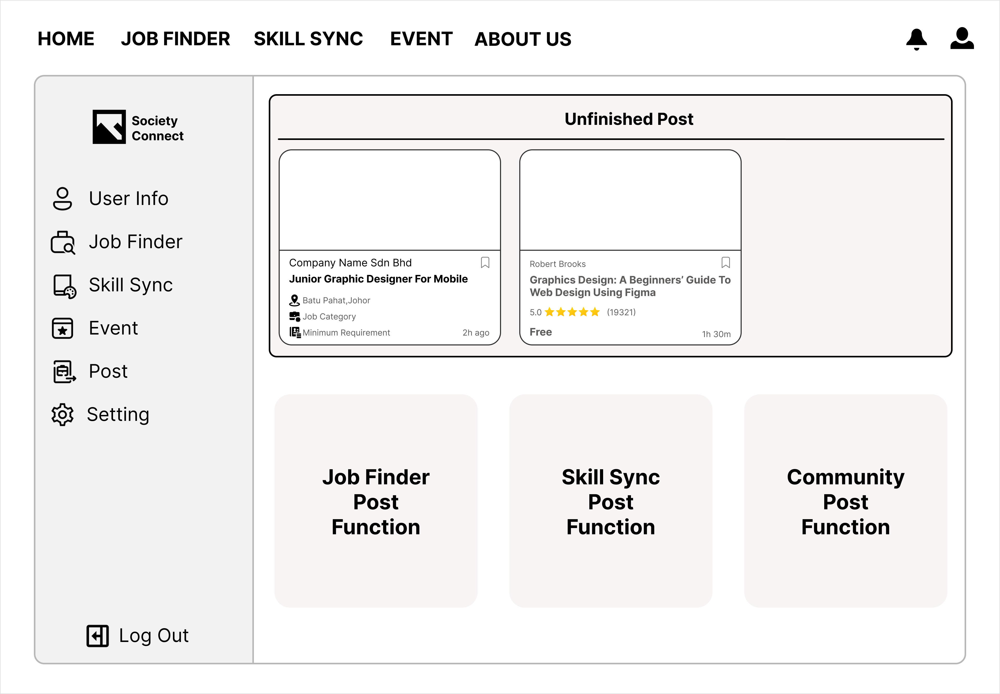 HOME JOB FINDER SKILL SYNC EVENT ABOUT US
Society
Connect
User Info
Job Finder
Skill Sync
Event
Post
Setting
Log Out
Unfinished Post
Company Name Sdn Bhd
Junior Graphic Designer For Mobile
Batu Pahat,Johor
Job Category
Minimum Requirement 2h ago
Robert Brooks
Graphics Design: A Beginners’ Guide To
Web Design Using Figma
5.0 (19321)
Free 1h 30m
Job Finder
Post
Function
Skill Sync
Post
Function
Community
Post
Function